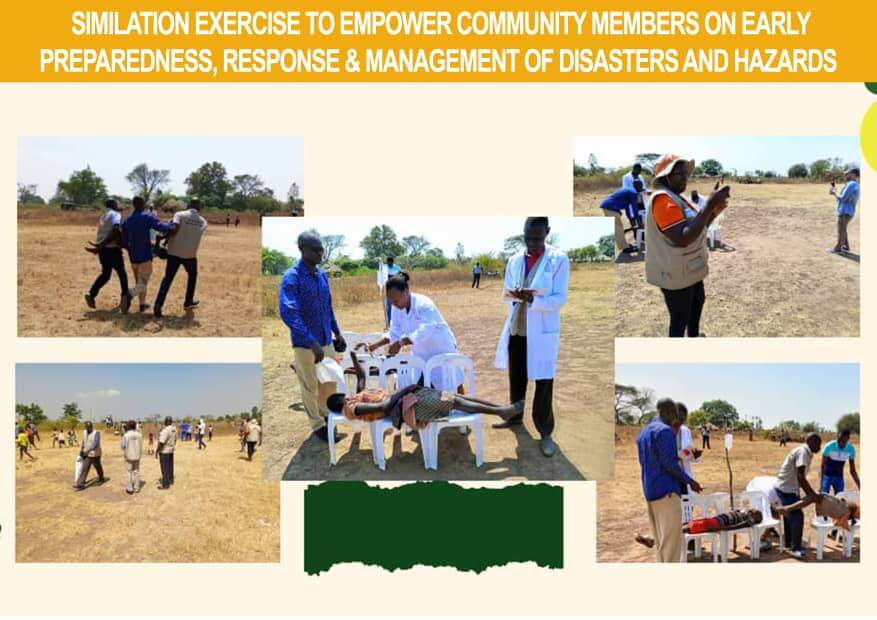 SIMILATION EXERCISE TO EMPOWER COMMUNITY MEMBERS ON EARLY
PREPAREDNESS, RESPONSE & MANAGEMENT OF DISASTERS AND HAZARDS